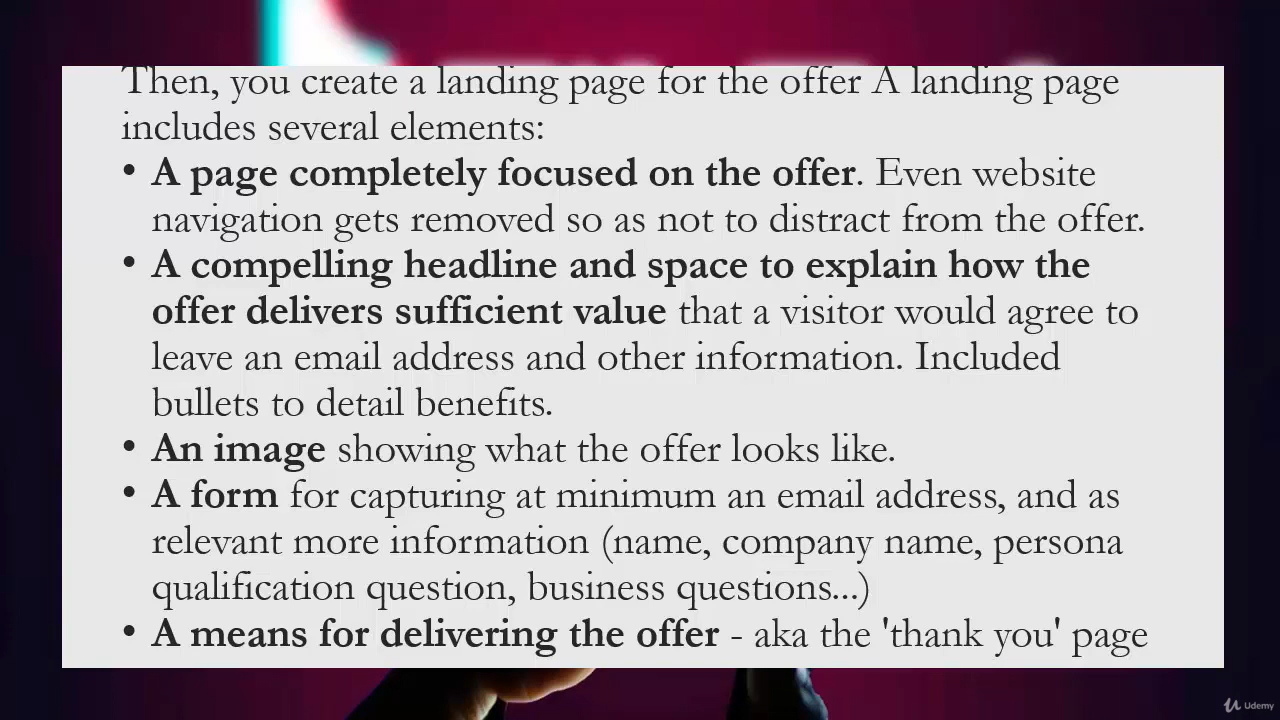 Then, you create a landing page for the offer A landing page
includes several elements:
• A page completely focused on the offer. Even website
navigation gets removed so as not to distract from the offer.
• A compelling headline and space to explain how the
offer delivers sufficient value that a visitor would agree to
leave an email address and other information. Included
bullets to detail benefits.
• An image showing what the offer looks like.
• A form for capturing at minimum an email address, and as
relevant more information (name, company name, persona
qualification question, business questions...)
• A means for delivering the offer - aka the 'thank you' page
Udemy